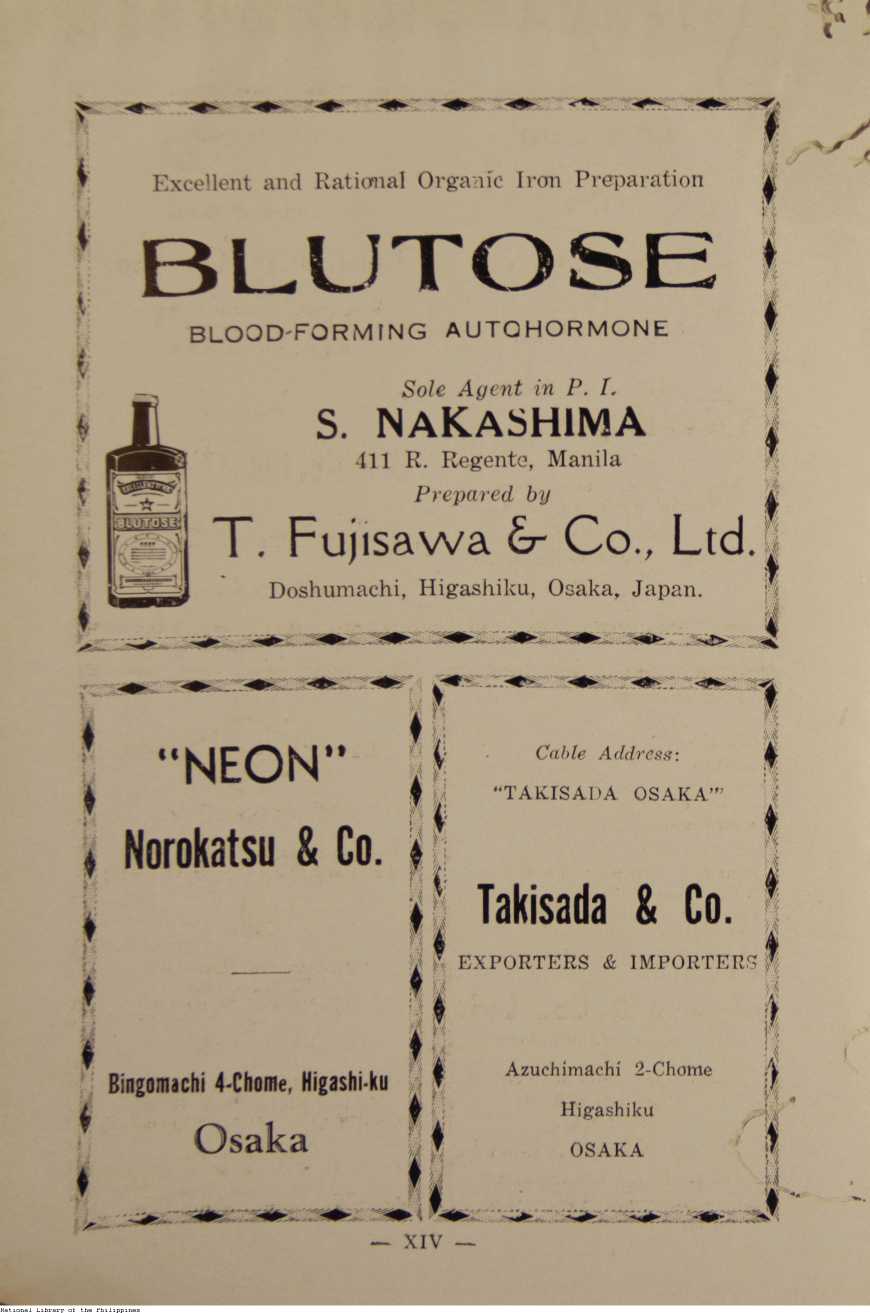 Excellent and Rational Organic Iron Preparation
BLUTOSE
BLOOD-FORMING AUTOHORMONE
Sole Agent in P. I.
S. NAKASHIMA
411 R. Regente, Manila
Prepared by
BLUTOSE
T. Fujisawa & Co., Ltd.
Doshumachi, Higashiku, Osaka, Japan.
"NEON"
Norokatsu & Co.
Bingomachi 4-Chome, Higashi-ku
Osaka
Cable Address:
"TAKISADA OSAKA"
Takisada & Co.
EXPORTERS & IMPORTERS
Azuchimachi 2-Chome
Higashiku
OSAKA
— XIV —
National Library of the Philippines